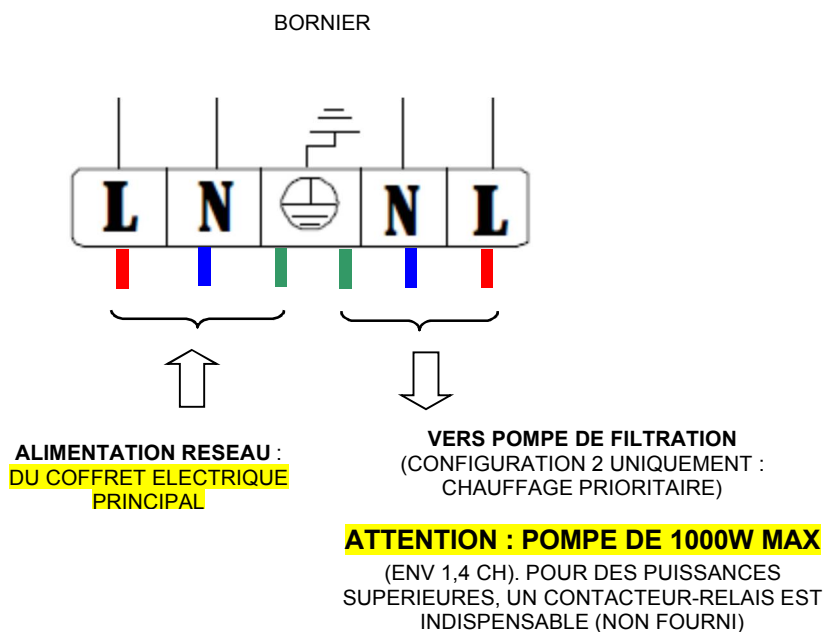 BORNIER
L N N L
ALIMENTATION RESEAU :
DU COFFRET ELECTRIQUE
PRINCIPAL
VERS POMPE DE FILTRATION
(CONFIGURATION 2 UNIQUEMENT :
CHAUFFAGE PRIORITAIRE)
ATTENTION : POMPE DE 1000W MAX
(ENV 1,4 CH). POUR DES PUISSANCES
SUPERIEURES, UN CONTACTEUR-RELAIS EST
INDISPENSABLE (NON FOURNI)